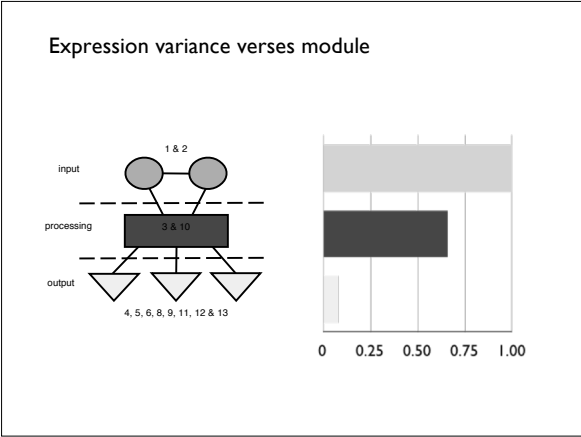 Expression variance verses module
1 & 2
input
processing
3 & 10
output
4, 5, 6, 8, 9, 11, 12 & 13
0 0.25 0.50 0.75 1.00